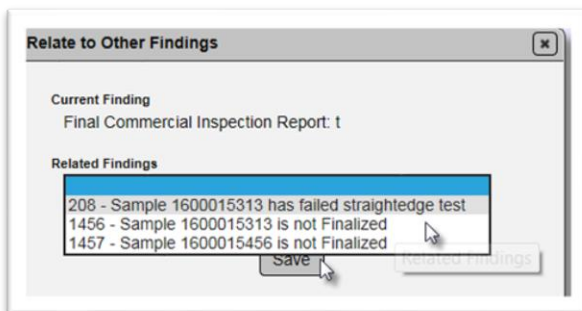 Relate to Other Findings
Current Finding
Final Commercial Inspection Report: t
Related Findings
208 - Sample 1600015313 has failed straightedge test
1456 - Sample 1600015313 is not Finalized
1457 - Sample 1600015456 is not Finalized
Save
Related Findings